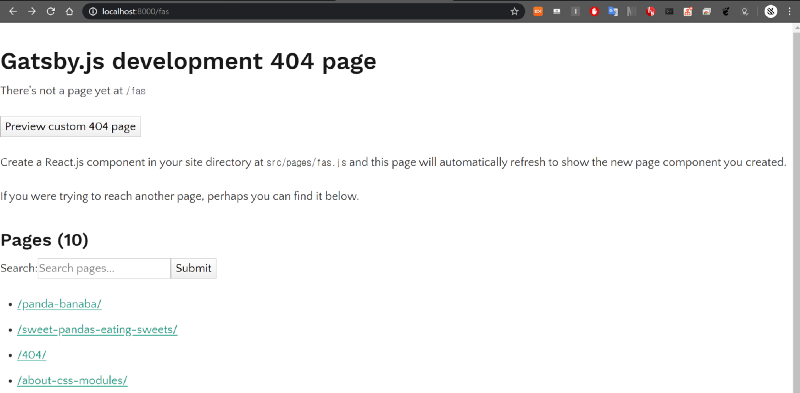 localhost:8000/fas
Gatsby.js development 404 page
There's not a page yet at /fas
Preview custom 404 page
Create a React.js component in your site directory at src/pages/fas.js and this page will automatically refresh to show the new page component you created.
If you were trying to reach another page, perhaps you can find it below.
Pages (10)
Search: Search pages... Submit
/panda-banaba/
/sweet-pandas-eating-sweets/
/404/
/about-css-modules/